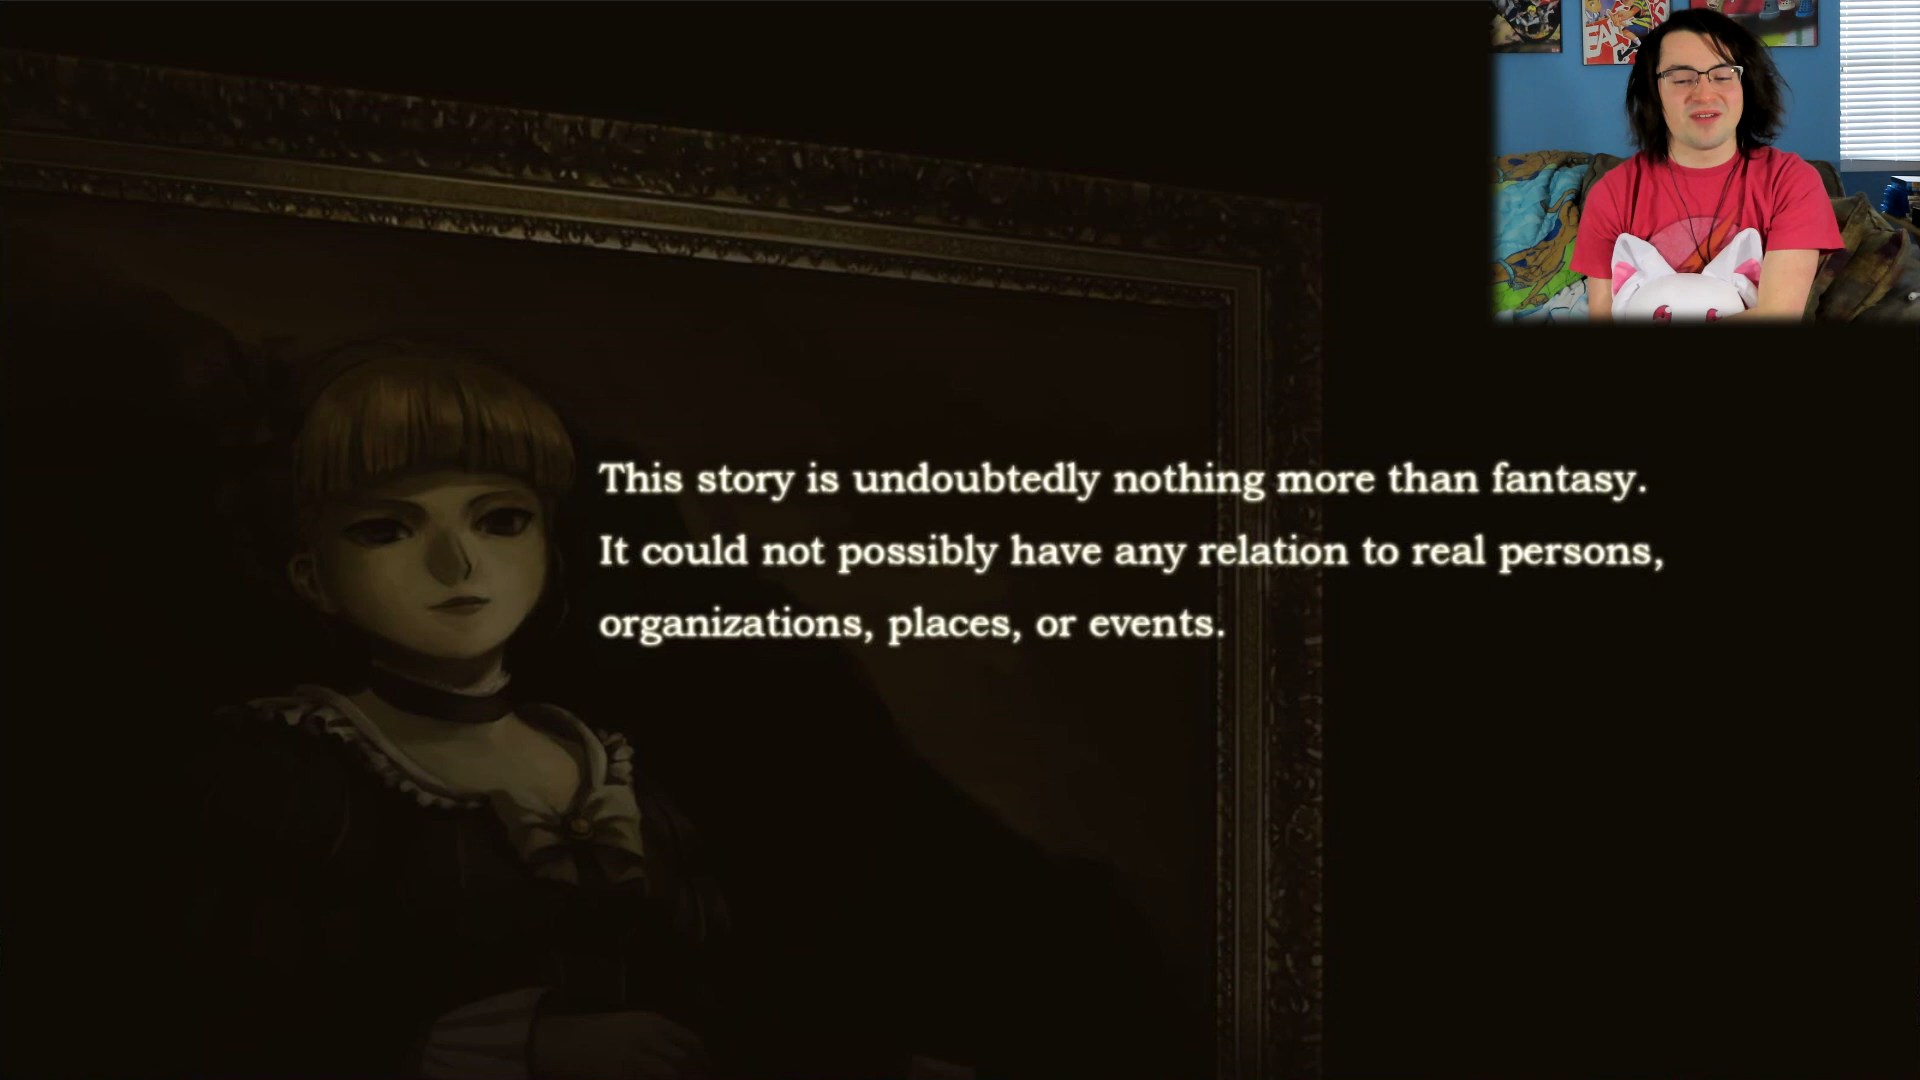 This story is undoubtedly nothing more than fantasy.
It could not possibly have any relation to real persons,
organizations, places, or events.